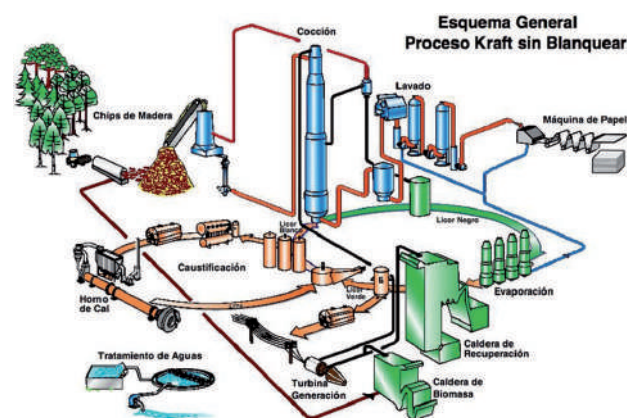 Esquema General
Proceso Kraft sin Blanquear
Cocción
Lavado
Máquina de Papel
Chips de Madera
Licor Negro
Licor
Blanco
Caustificación
Licor
Verde
Evaporación
Horno
de Cal
Caldera de
Recuperación
Tratamiento de Aguas
Turbina
Generación
Caldera de
Biomasa